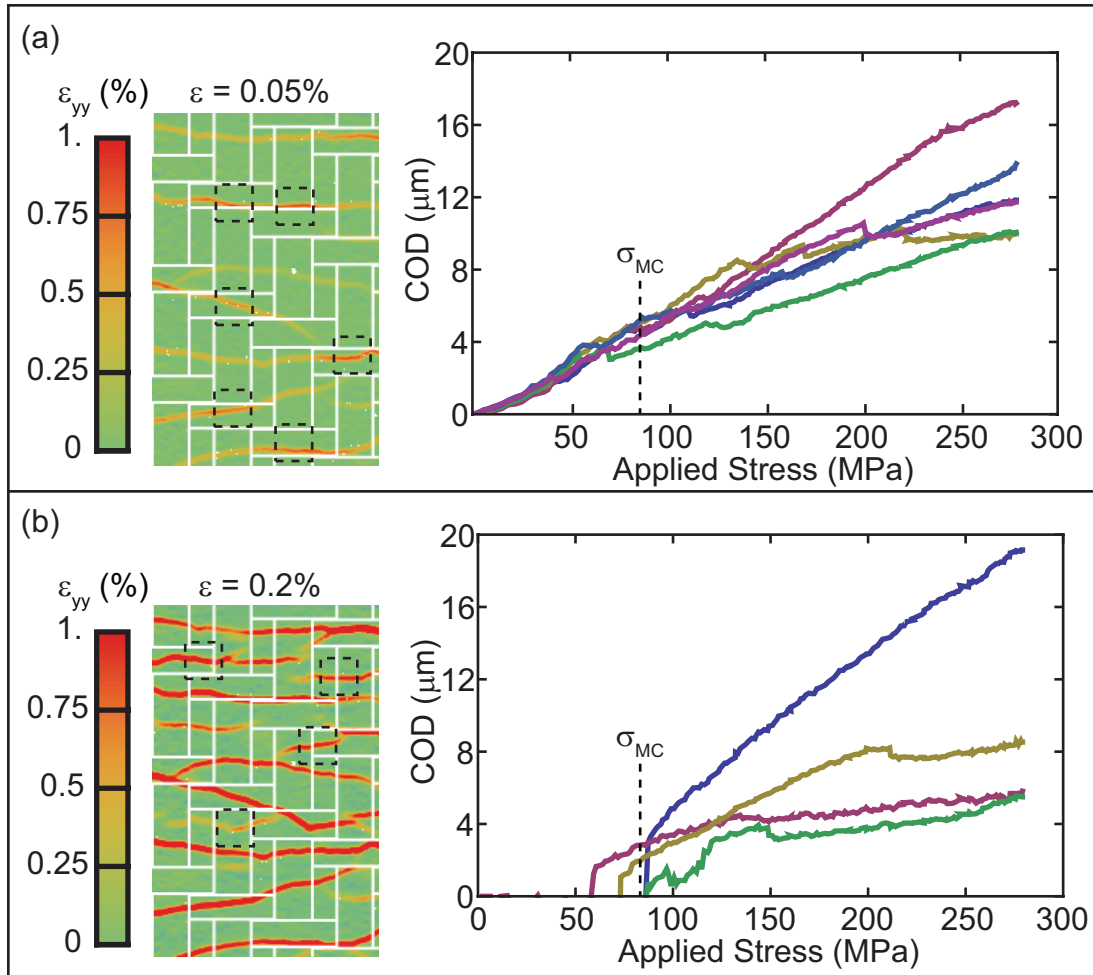 (a)
εyy (%) ε = 0.05%
1.
0.75
0.5
0.25
0
20
16
12
8
4
0
COD (μm)
σMC
50 100 150 200 250 300
Applied Stress (MPa)
(b)
εyy (%) ε = 0.2%
1.
0.75
0.5
0.25
0
20
16
12
8
4
0
COD (μm)
σMC
0 50 100 150 200 250 300
Applied Stress (MPa)